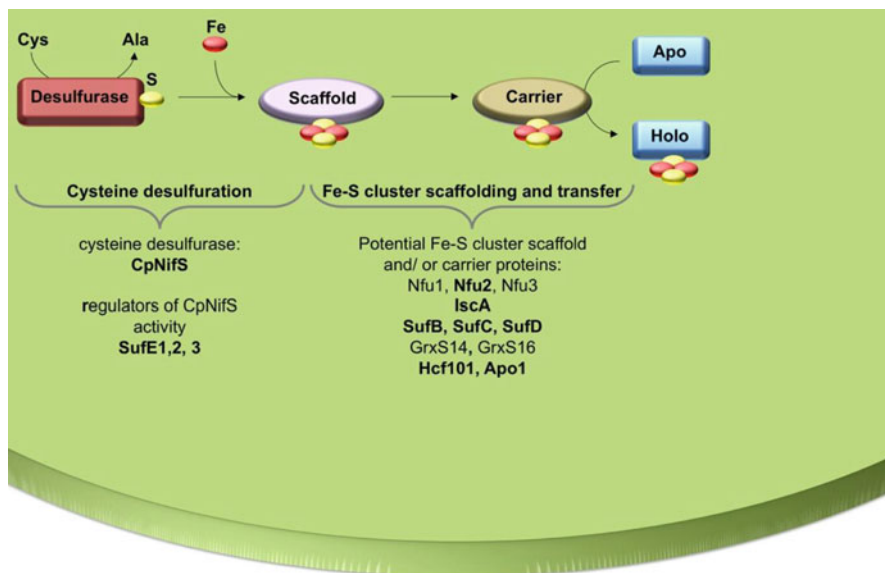 Cys
Ala
Fe
Apo
S
Desulfurase
Scaffold
Carrier
Holo
Cysteine desulfuration
Fe-S cluster scaffolding and transfer
cysteine desulfurase:
CpNifS
regulators of CpNifS
activity
SufE1,2, 3
Potential Fe-S cluster scaffold
and/ or carrier proteins:
Nfu1, Nfu2, Nfu3
IscA
SufB, SufC, SufD
GrxS14, GrxS16
Hcf101, Apo1